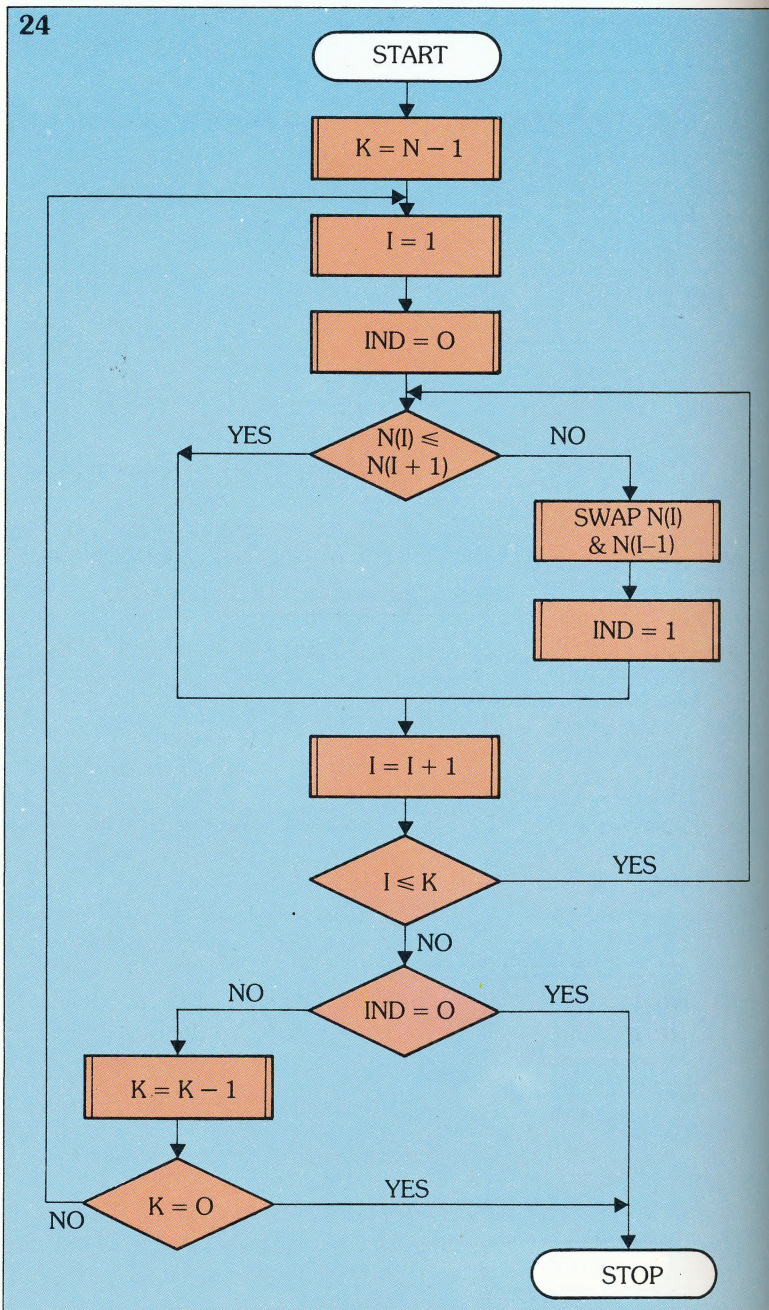 24
START
K = N – 1
I = 1
IND = O
N(I) ≤
N(I + 1)
YES
NO
SWAP N(I)
& N(I–1)
IND = 1
I = I + 1
I ≤ K
YES
NO
IND = O
NO
YES
K = K – 1
K = O
YES
NO
STOP